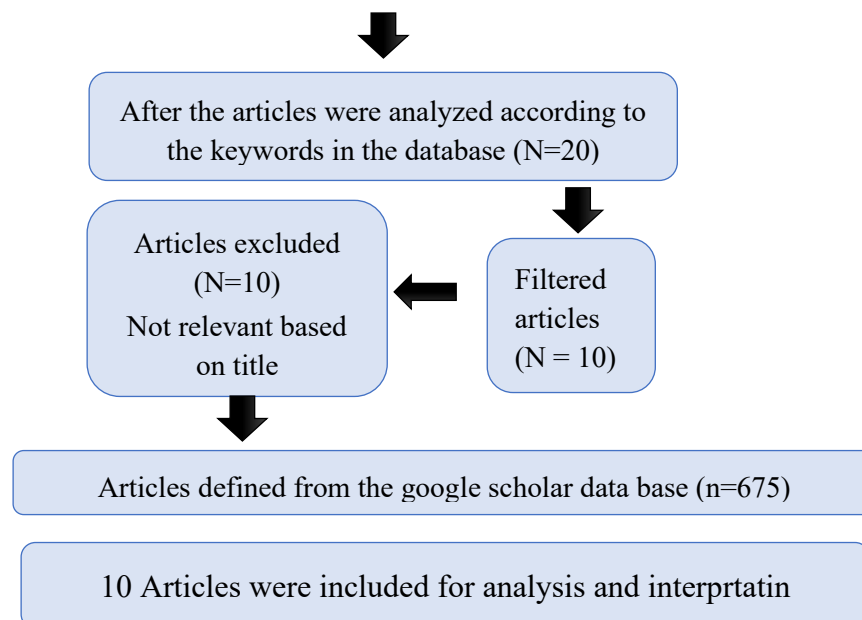 After the articles were analyzed according to
the keywords in the database (N=20)
Articles excluded
(N=10)
Not relevant based
on title
Filtered
articles
(N = 10)
Articles defined from the google scholar data base (n=675)
10 Articles were included for analysis and interprtatin